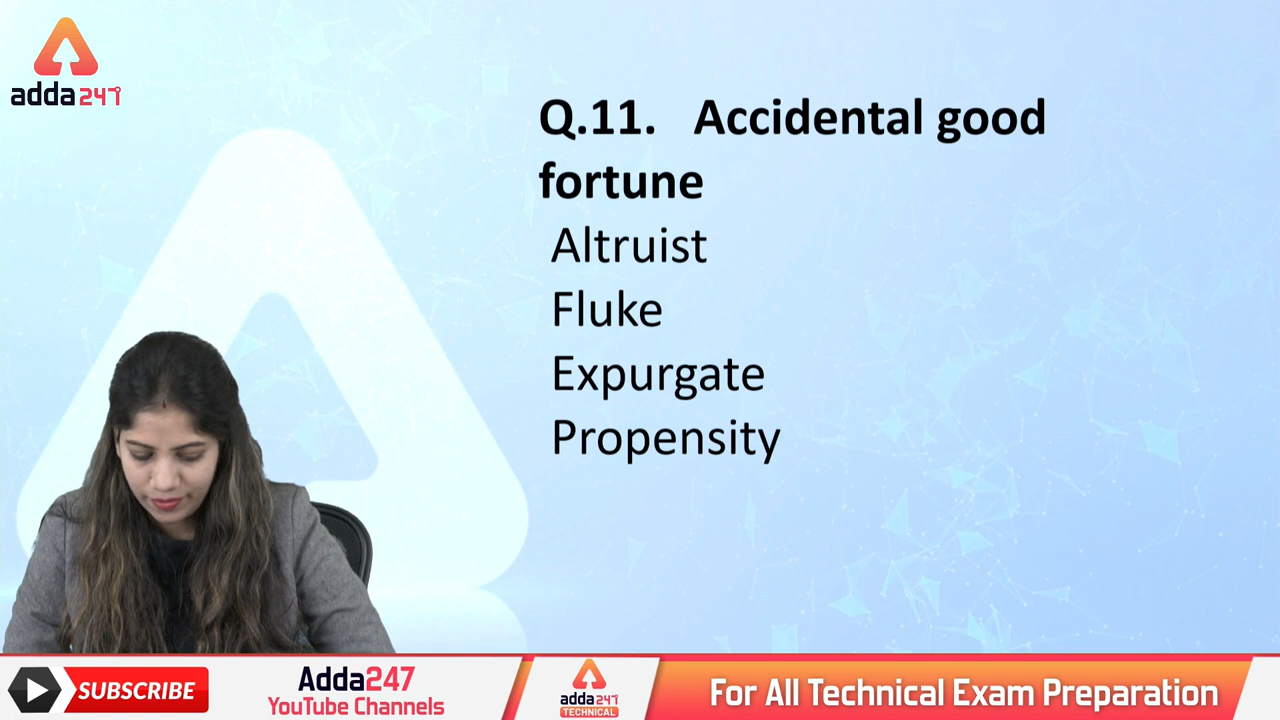 adda247
Q.11. Accidental good
fortune
Altruist
Fluke
Expurgate
Propensity
SUBSCRIBE
Adda247
YouTube Channels
adda247
TECHNICAL
For All Technical Exam Preparation